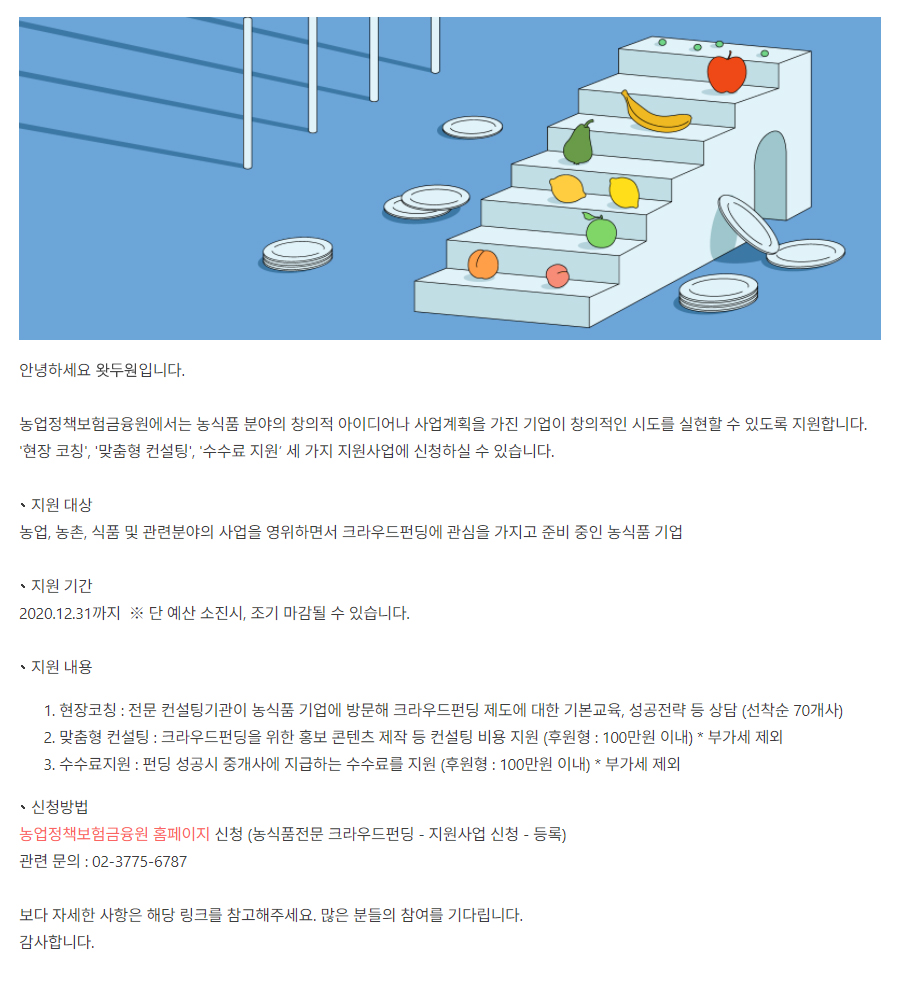 안녕하세요 왓두원입니다.
농업정책보험금융원에서는 농식품 분야의 창의적 아이디어나 사업계획을 가진 기업이 창의적인 시도를 실현할 수 있도록 지원합니다.
'현장 코칭', '맞춤형 컨설팅', '수수료 지원' 세 가지 지원사업에 신청하실 수 있습니다.
、지원 대상
농업, 농촌, 식품 및 관련분야의 사업을 영위하면서 크라우드펀딩에 관심을 가지고 준비 중인 농식품 기업
、지원 기간
2020.12.31까지 ※ 단 예산 소진시, 조기 마감될 수 있습니다.
、지원 내용
1. 현장코칭 : 전문 컨설팅기관이 농식품 기업에 방문해 크라우드펀딩 제도에 대한 기본교육, 성공전략 등 상담 (선착순 70개사)
2. 맞춤형 컨설팅 : 크라우드펀딩을 위한 홍보 콘텐츠 제작 등 컨설팅 비용 지원 (후원형 : 100만원 이내) * 부가세 제외
3. 수수료지원 : 펀딩 성공시 중개사에 지급하는 수수료를 지원 (후원형 : 100만원 이내) * 부가세 제외
、신청방법
농업정책보험금융원 홈페이지 신청 (농식품전문 크라우드펀딩 - 지원사업 신청 - 등록)
관련 문의 : 02-3775-6787
보다 자세한 사항은 해당 링크를 참고해주세요. 많은 분들의 참여를 기다립니다.
감사합니다.